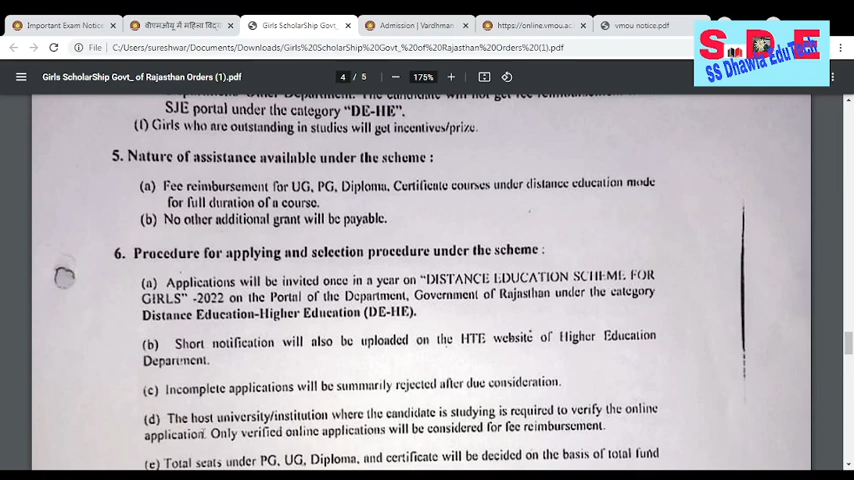 Important Exam Notice
वीएमओयू में महिला विद्य
Girls ScholarShip Govt_
Admission | Vardhman
https://online.vmou.ac
vmou notice.pdf
File
C:/Users/sureshwar/Documents/Downloads/Girls%20ScholarShip%20Govt_%20of%20Rajasthan%20Orders%20(1).pdf
S D E
SS Dhawla EduTech
Girls ScholarShip Govt_ of Rajasthan Orders (1).pdf
4 / 5
175%
SJE portal under the category "DE-HE".
(f) Girls who are outstanding in studies will get incentives/prize.
5. Nature of assistance available under the scheme :
(a) Fee reimbursement for UG, PG, Diploma, Certificate courses under distance education mode
for full duration of a course.
(b) No other additional grant will be payable.
6. Procedure for applying and selection procedure under the scheme :
(a) Applications will be invited once in a year on "DISTANCE EDUCATION SCHEME FOR
GIRLS" -2022 on the Portal of the Department, Government of Rajasthan under the category
Distance Education-Higher Education (DE-HE).
(b) Short notification will also be uploaded on the HTE website of Higher Education
Department.
(c) Incomplete applications will be summarily rejected after due consideration.
(d) The host university/institution where the candidate is studying is required to verify the online
application. Only verified online applications will be considered for fee reimbursement.
(e) Total seats under PG, UG, Diploma, and certificate will be decided on the basis of total fund